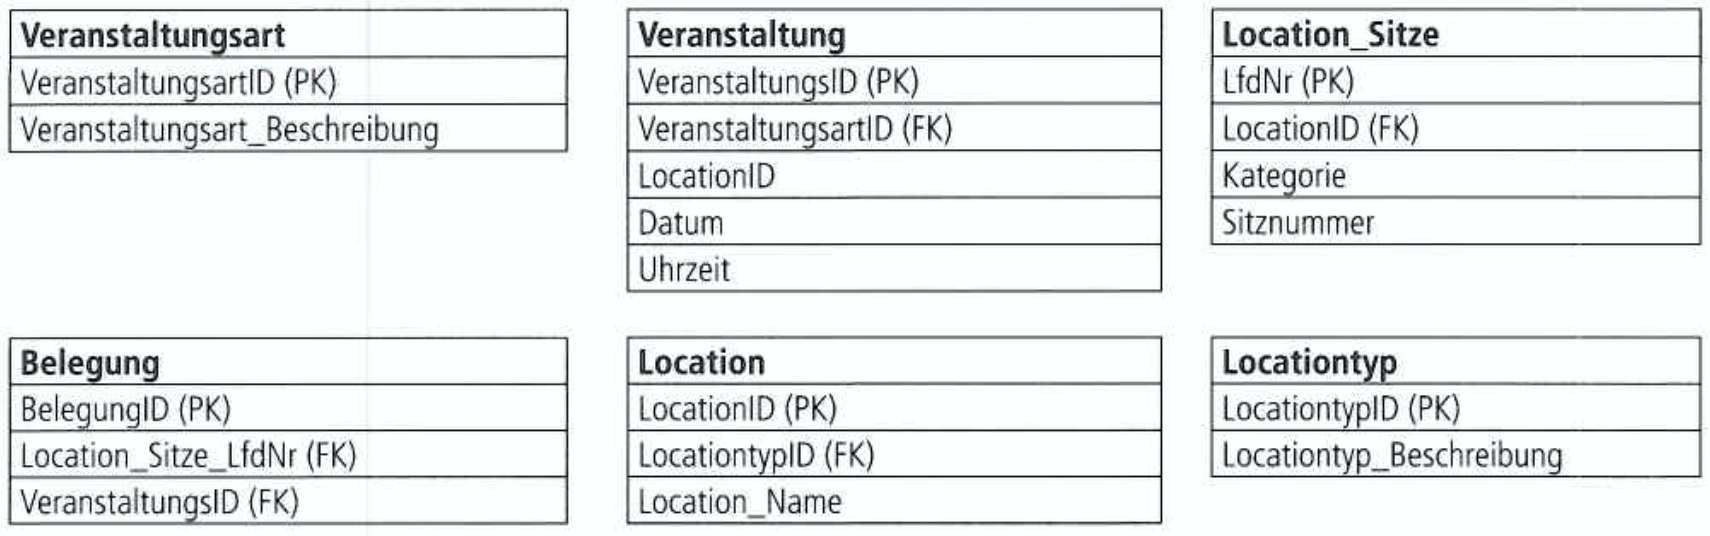 Veranstaltungsart
VeranstaltungsartID (PK)
Veranstaltungsart_Beschreibung
Veranstaltung
VeranstaltungsID (PK)
VeranstaltungsartID (FK)
LocationID
Datum
Uhrzeit
Location_Sitze
LfdNr (PK)
LocationID (FK)
Kategorie
Sitznummer
Belegung
BelegungID (PK)
Location_Sitze_LfdNr (FK)
VeranstaltungsID (FK)
Location
LocationID (PK)
LocationtypID (FK)
Location_Name
Locationtyp
LocationtypID (PK)
Locationtyp_Beschreibung